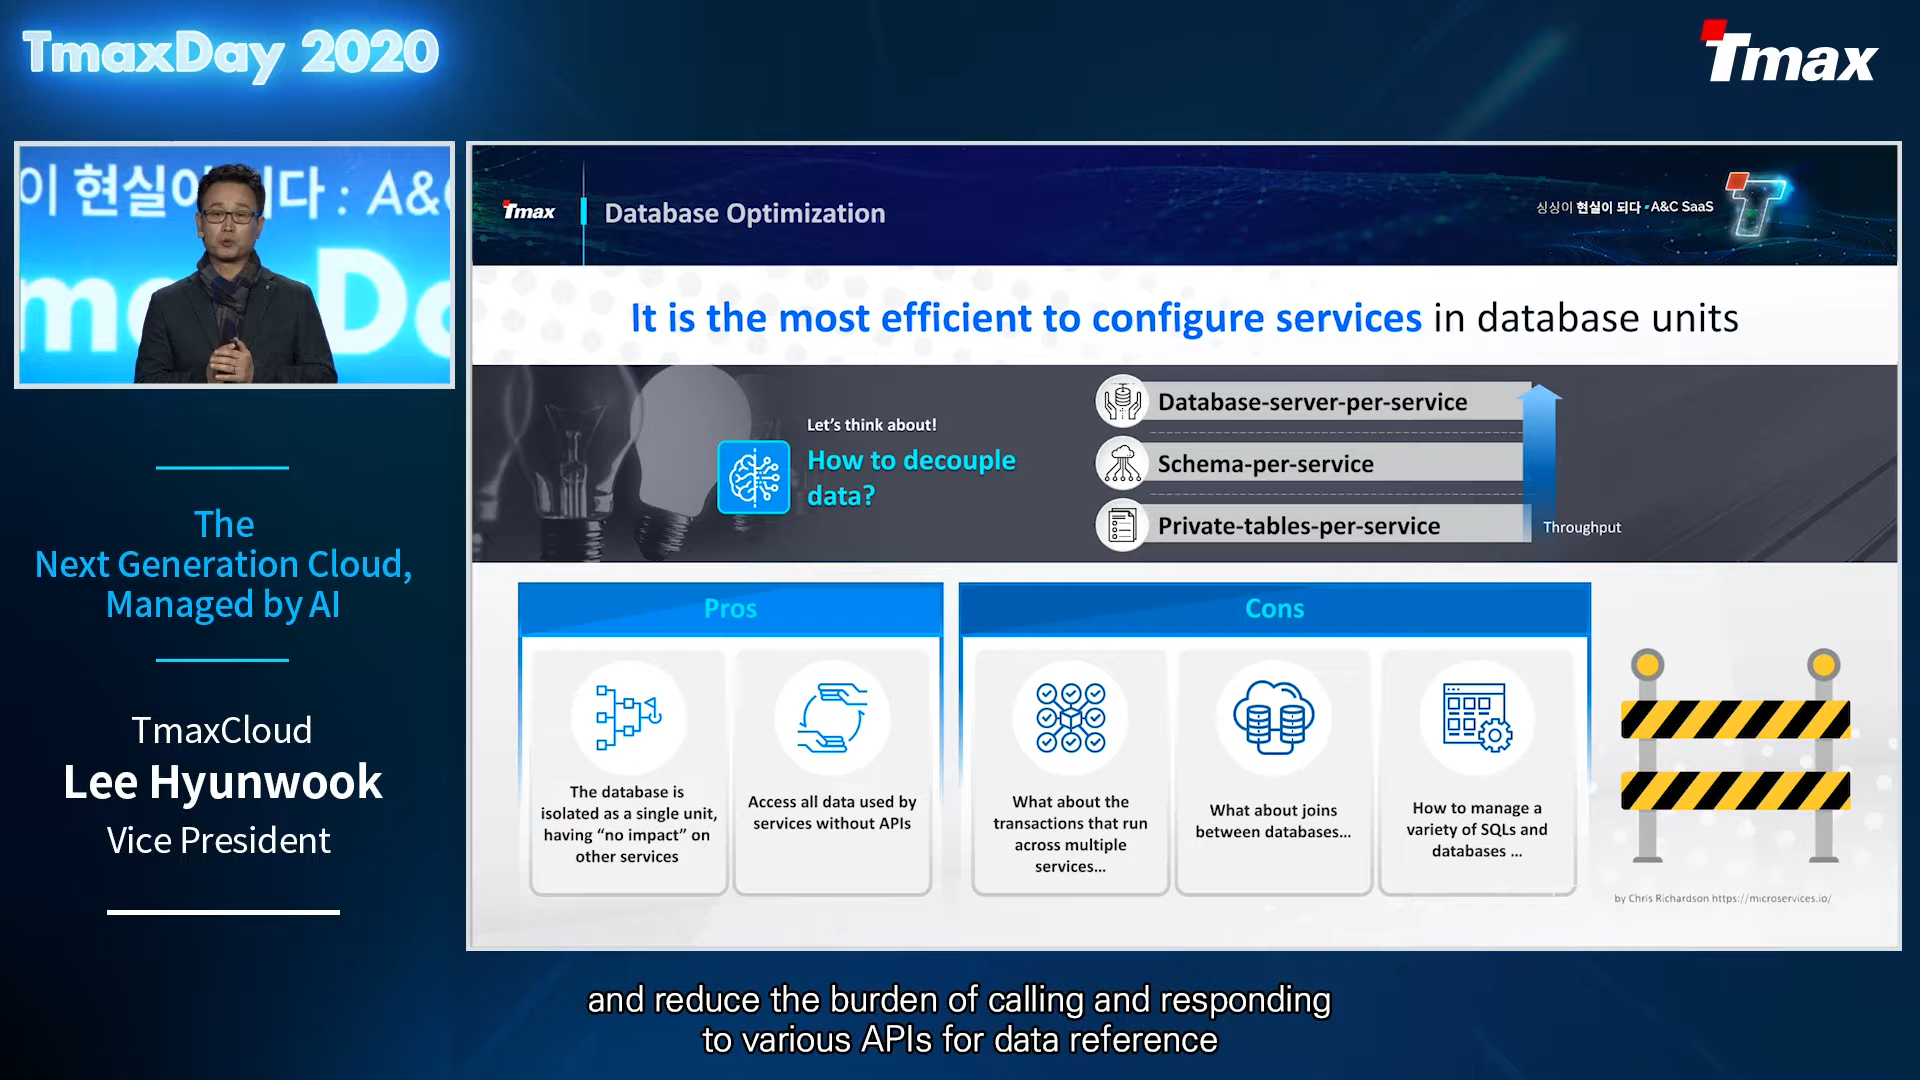 TmaxDay 2020
Tmax
이 현실이 되다 : A&C
The
Next Generation Cloud,
Managed by AI
TmaxCloud
Lee Hyunwook
Vice President
Tmax
Database Optimization
싱싱이 현실이 되다 · A&C SaaS
It is the most efficient to configure services in database units
Let's think about!
How to decouple
data?
Database-server-per-service
Schema-per-service
Private-tables-per-service
Throughput
Pros
The database is
isolated as a single unit,
having “no impact” on
other services
Access all data used by
services without APIs
Cons
What about the
transactions that run
across multiple
services...
What about joins
between databases...
How to manage a
variety of SQLs and
databases ...
by Chris Richardson https://microservices.io/
and reduce the burden of calling and responding
to various APIs for data reference